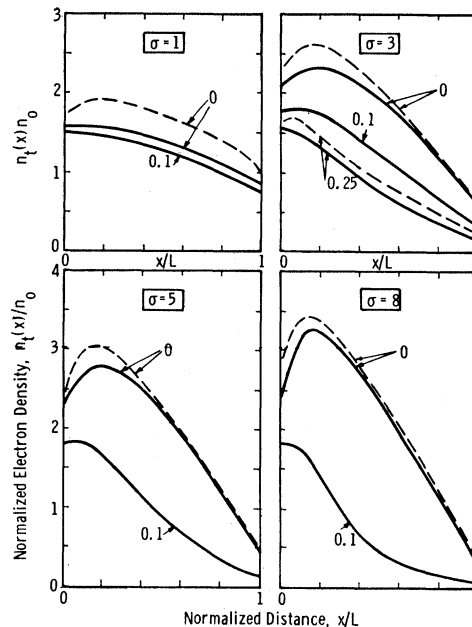 σ = 1
σ = 3
n_t(x)n_0
3
2
1
0
0
0.1
0
0.1
0.25
0
x/L
1
0
x/L
σ = 5
σ = 8
Normalized Electron Density, n_t(x)/n_0
4
3
2
1
0
0
0.1
0
0.1
0
1
0
Normalized Distance, x/L